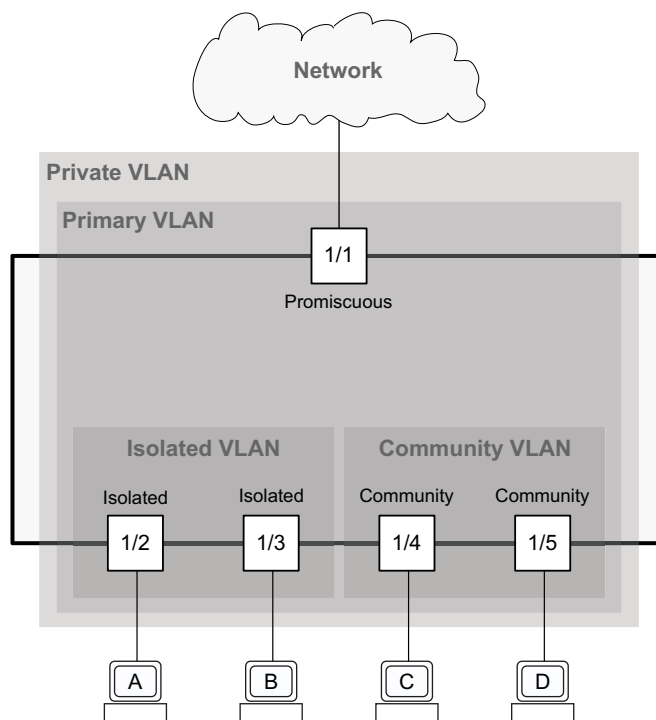 Network
Private VLAN
Primary VLAN
1/1
Promiscuous
Isolated VLAN
Community VLAN
Isolated
Isolated
Community
Community
1/2
1/3
1/4
1/5
A
B
C
D